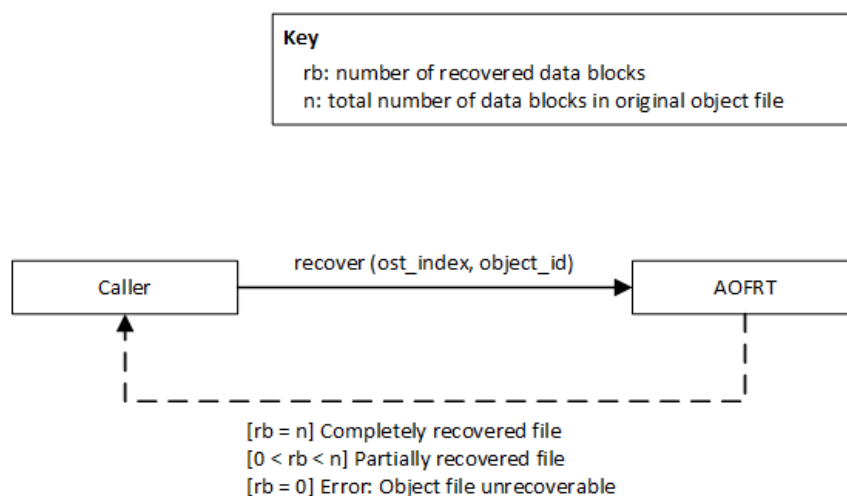 Key
rb: number of recovered data blocks
n: total number of data blocks in original object file
recover (ost_index, object_id)
Caller
AOFRT
[rb = n] Completely recovered file
[0 < rb < n] Partially recovered file
[rb = 0] Error: Object file unrecoverable